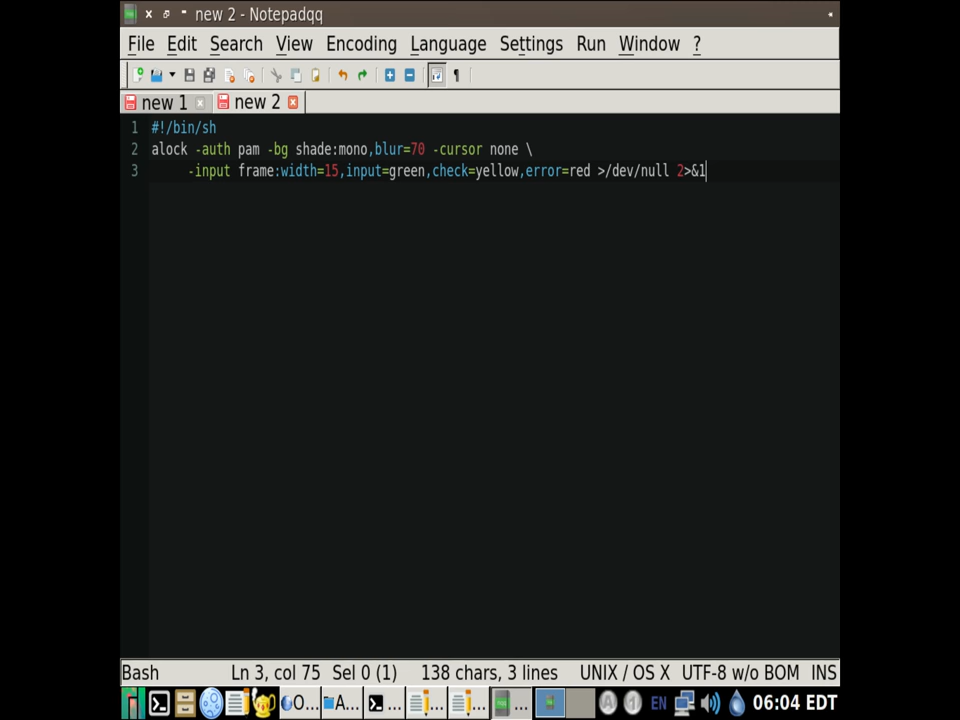 new 2 - Notepadqq
File Edit Search View Encoding Language Settings Run Window ?
new 1 new 2
1 #!/bin/sh
2 alock -auth pam -bg shade:mono,blur=70 -cursor none \
3 -input frame:width=15,input=green,check=yellow,error=red >/dev/null 2>&1
Bash Ln 3, col 75 Sel 0 (1) 138 chars, 3 lines UNIX / OS X UTF-8 w/o BOM INS
O... A... ... ... ... ... 1 EN 06:04 EDT